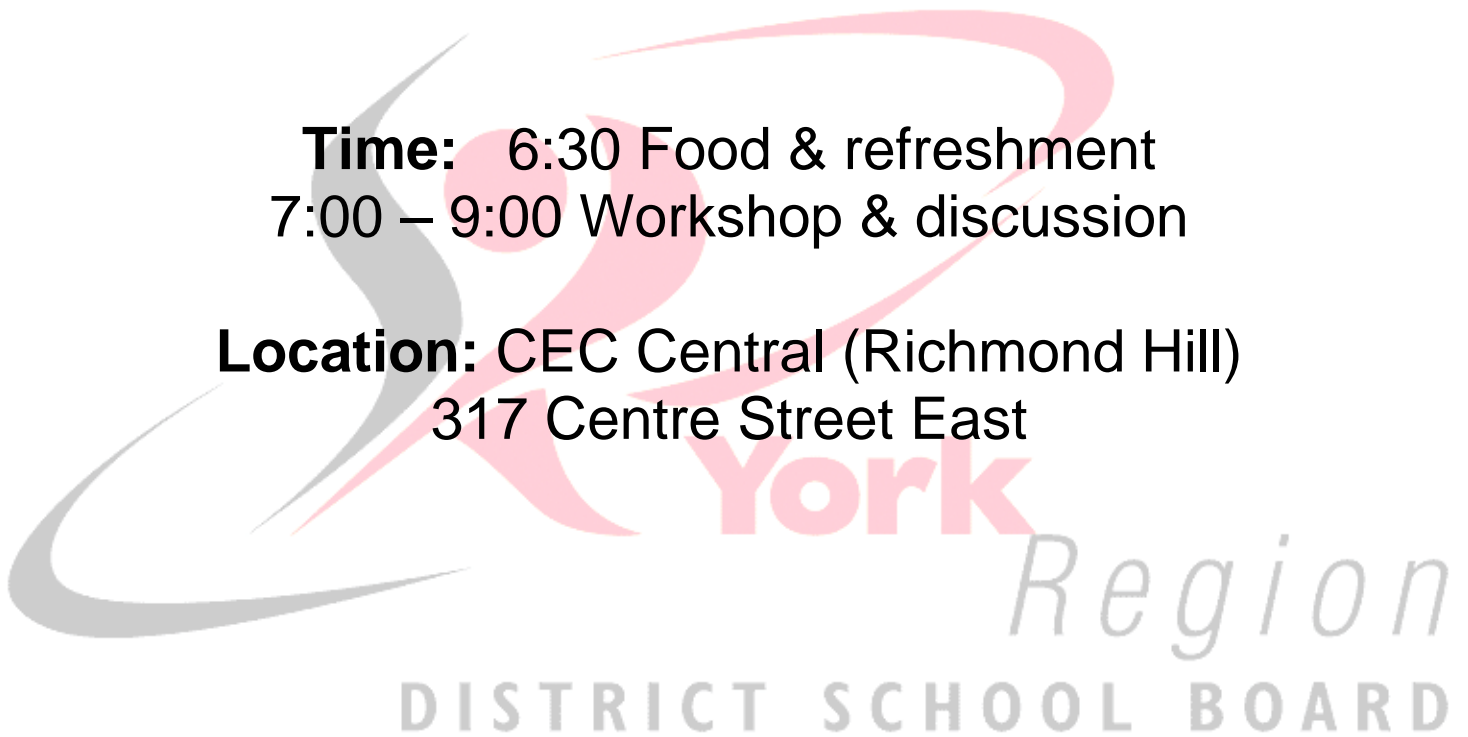 Time: 6:30 Food & refreshment
7:00 – 9:00 Workshop & discussion
Location: CEC Central (Richmond Hill)
317 Centre Street East
York
Region
DISTRICT SCHOOL BOARD